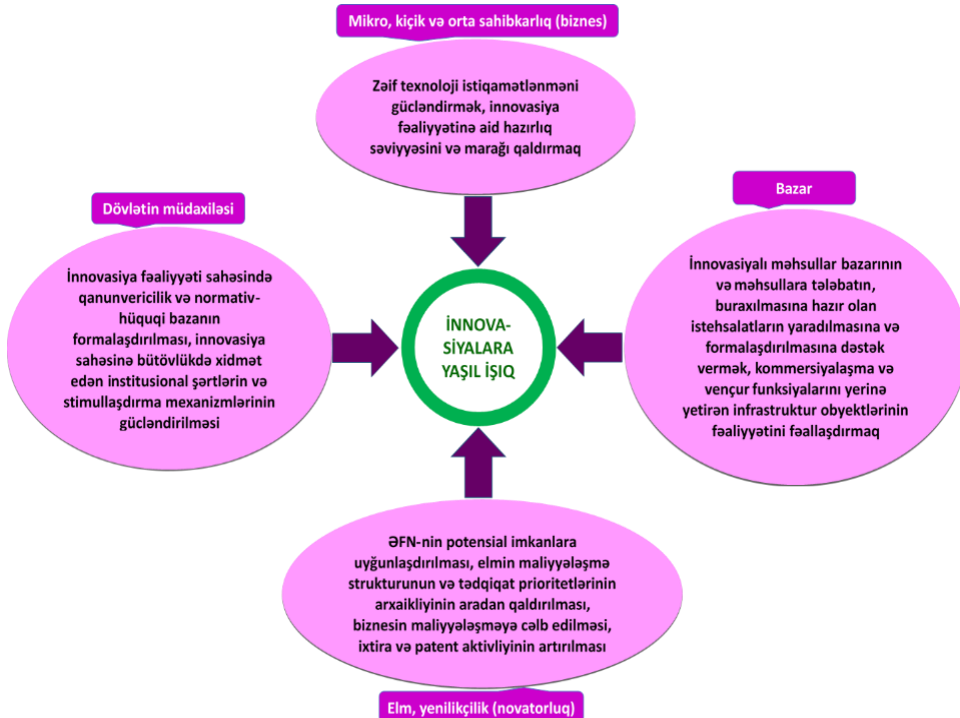 Mikro, kiçik və orta sahibkarlıq (biznes)
Zəif texnoloji istiqamətlənməni
gücləndirmək, innovasiya
fəaliyyətinə aid hazırlıq
səviyyəsini və marağı qaldırmaq
Dövlətin müdaxiləsi
İnnovasiya fəaliyyəti sahəsində
qanunvericilik və normativ-
hüquqi bazanın
formalaşdırılması, innovasiya
sahəsinə bütövlükdə xidmət
edən institusional şərtlərin və
stimullaşdırma mexanizmlərinin
gücləndirilməsi
İNNOVA-
SİYALARA
YAŞIL İŞIQ
Bazar
İnnovasiyalı məhsullar bazarının
və məhsullara tələbatın,
buraxılmasına hazır olan
istehsalatların yaradılmasına və
formalaşdırılmasına dəstək
vermək, kommersiyalaşma və
vençur funksiyalarını yerinə
yetirən infrastruktur obyektlərinin
fəaliyyətini fəallaşdırmaq
ƏFN-nin potensial imkanlara
uyğunlaşdırılması, elmin maliyyələşmə
strukturunun və tədqiqat prioritetlərinin
arxaikliyinin aradan qaldırılması,
biznesin maliyyələşməyə cəlb edilməsi,
ixtira və patent aktivliyinin artırılması
Elm, yenilikçilik (novatorluq)